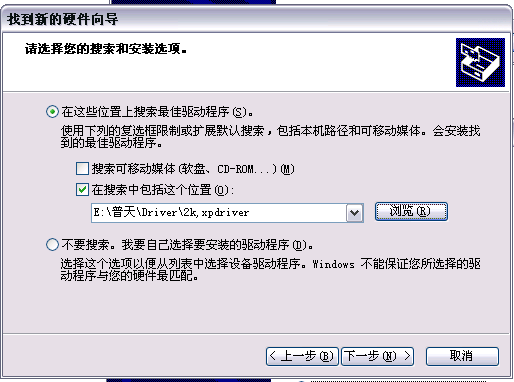 找到新的硬件向导
请选择您的搜索和安装选项。
在这些位置上搜索最佳驱动程序(S)。
使用下列的复选框限制或扩展默认搜索，包括本机路径和可移动媒体。会安装找
到的最佳驱动程序。
搜索可移动媒体(软盘、CD-ROM...)(M)
在搜索中包括这个位置(O):
E:\普天\Driver\2k,xpdriver
浏览(R)
不要搜索。我要自己选择要安装的驱动程序(D)。
选择这个选项以便从列表中选择设备驱动程序。Windows 不能保证您所选择的驱
动程序与您的硬件最匹配。
< 上一步(B) 下一步(N) > 取消